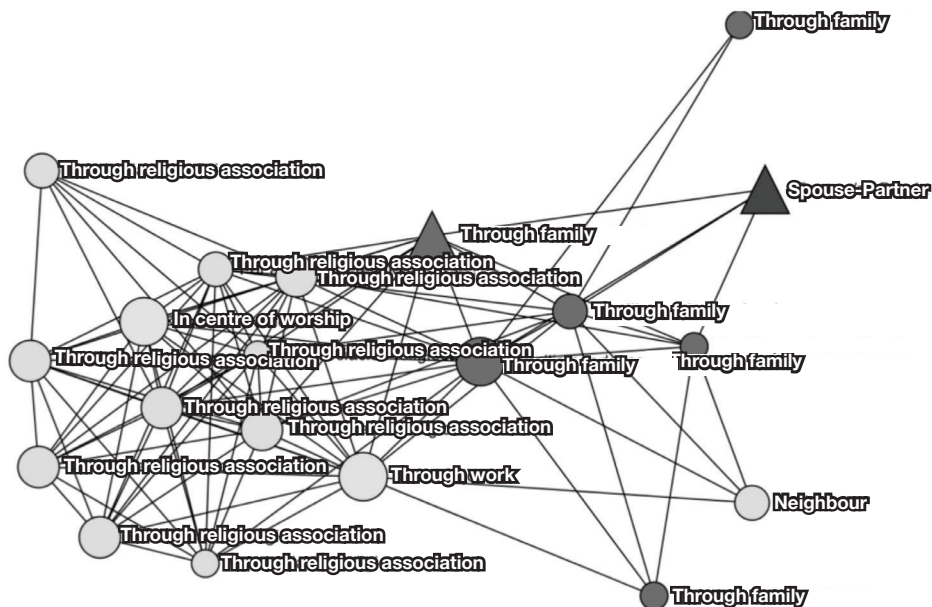 Through family
Through religious association
Spouse-Partner
Through family
Through religious association
Through religious association
Through family
In centre of worship
Through religious association
Through religious association
Through family
Through family
Through religious association
Through religious association
Through religious association
Through work
Neighbour
Through religious association
Through religious association
Through family